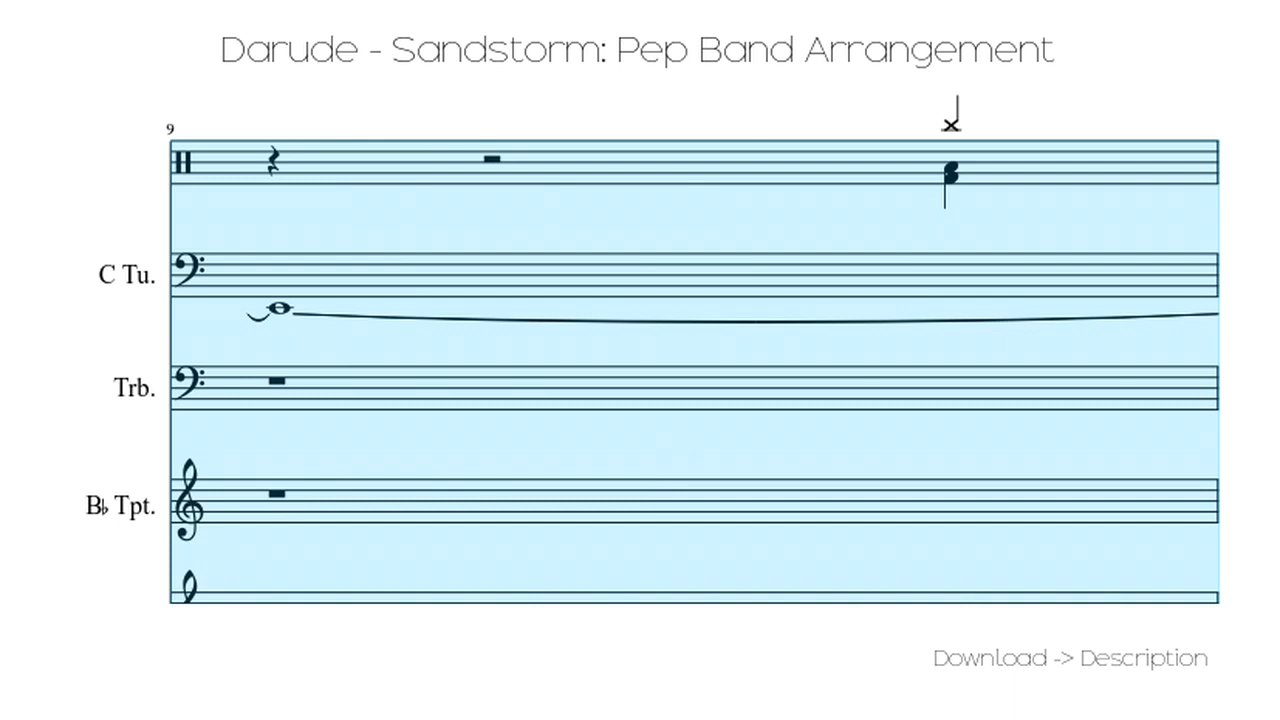 Darude - Sandstorm: Pep Band Arrangement
9
C Tu.
Trb.
B♭ Tpt.
Download -> Description